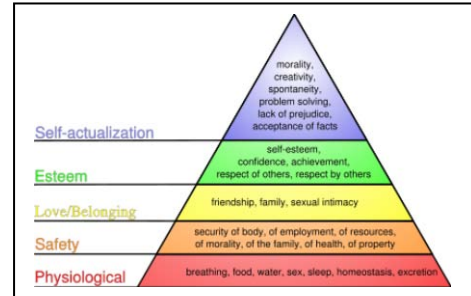 morality,
creativity,
spontaneity,
problem solving,
lack of prejudice,
acceptance of facts
Self-actualization
self-esteem,
confidence, achievement,
respect of others, respect by others
Esteem
friendship, family, sexual intimacy
Love/Belonging
security of body, of employment, of resources,
of morality, of the family, of health, of property
Safety
breathing, food, water, sex, sleep, homeostasis, excretion
Physiological